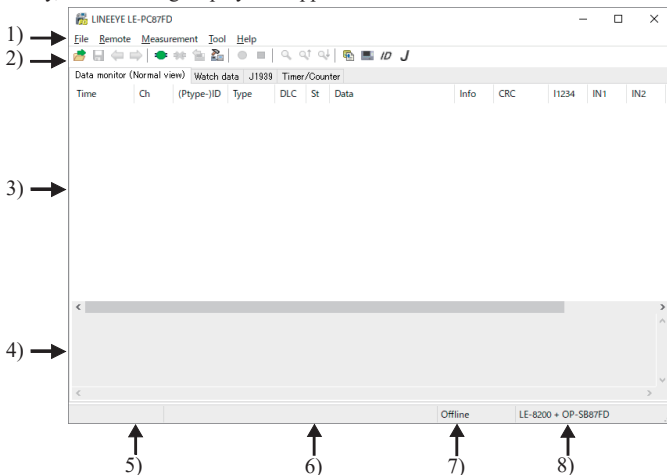 LINEEYE LE-PC87FD
1)
File Remote Measurement Tool Help
2)
ID J
Data monitor (Normal view) Watch data J1939 Timer/Counter
Time Ch (Ptype-)ID Type DLC St Data Info CRC I1234 IN1 IN2
3)
4)
Offline LE-8200 + OP-SB87FD
5) 6) 7) 8)